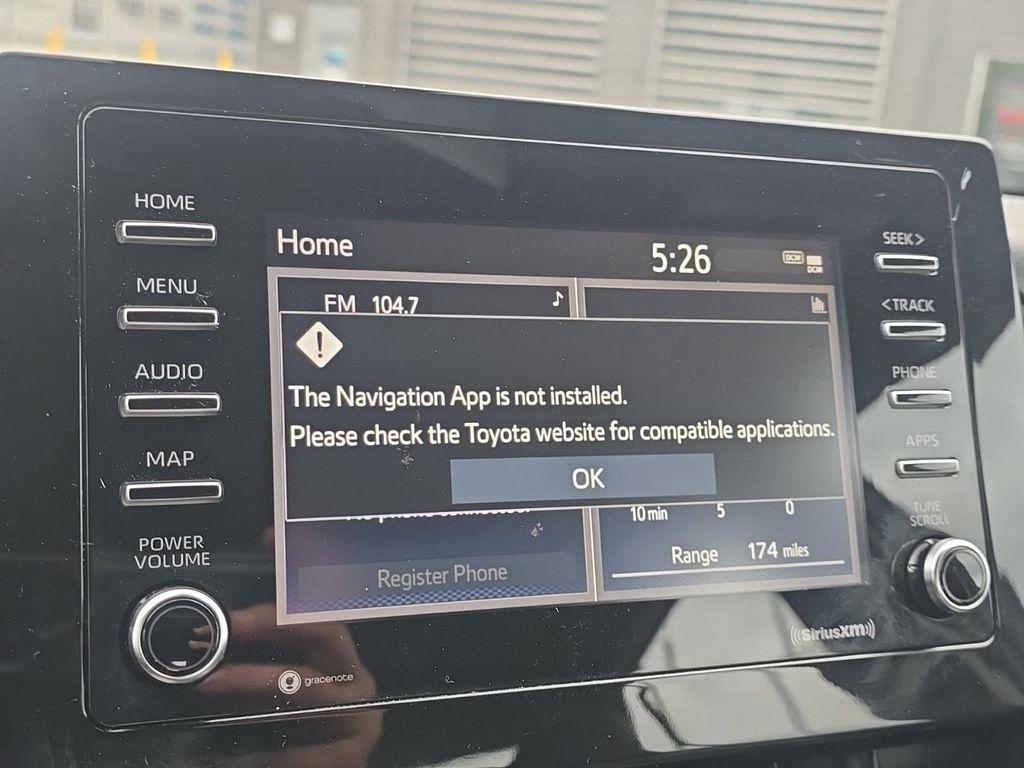 HOME
MENU
AUDIO
MAP
POWER
VOLUME
Home
5:26
DCM
DCM
FM 104.7
The Navigation App is not installed.
Please check the Toyota website for compatible applications.
OK
10 min 5 0
Range 174 miles
Register Phone
SEEK>
<TRACK
PHONE
APPS
TUNE
SCROLL
gracenote
((SiriusXM))